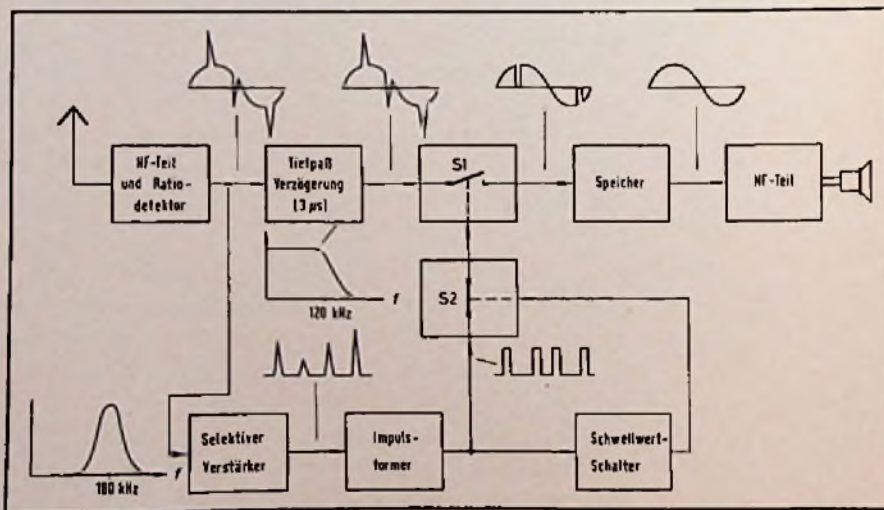 NF-Teil
und Ratio-
detektor
Tiefpaß
Verzögerung
(3 µs)
S1
Speicher
NF-Teil
S2
120 kHz
f
Selektiver
Verstärker
Impuls-
former
Schwellwert-
Schalter
180 kHz
f